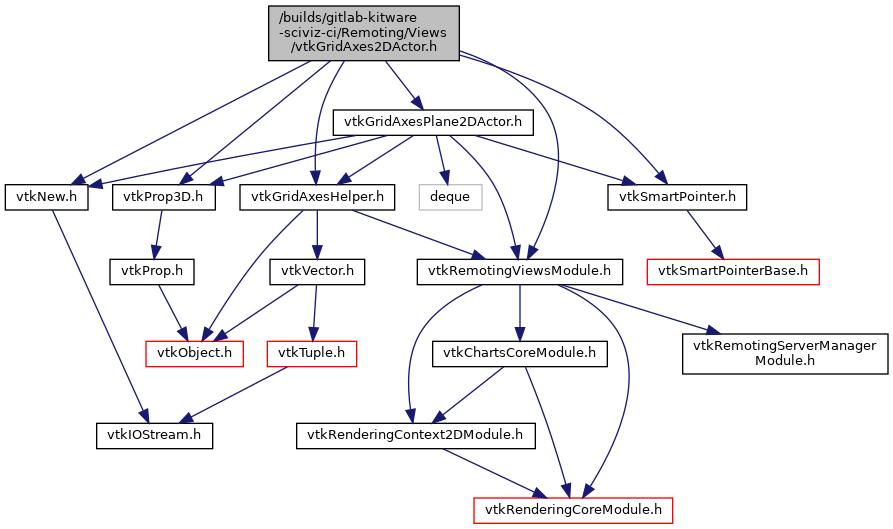 /builds/gitlab-kitware
-sciviz-ci/Remoting/Views
/vtkGridAxes2DActor.h
vtkGridAxesPlane2DActor.h
vtkNew.h
vtkProp3D.h
vtkGridAxesHelper.h
deque
vtkSmartPointer.h
vtkProp.h
vtkVector.h
vtkRemotingViewsModule.h
vtkSmartPointerBase.h
vtkObject.h
vtkTuple.h
vtkChartsCoreModule.h
vtkRemotingServerManager
Module.h
vtkIOStream.h
vtkRenderingContext2DModule.h
vtkRenderingCoreModule.h